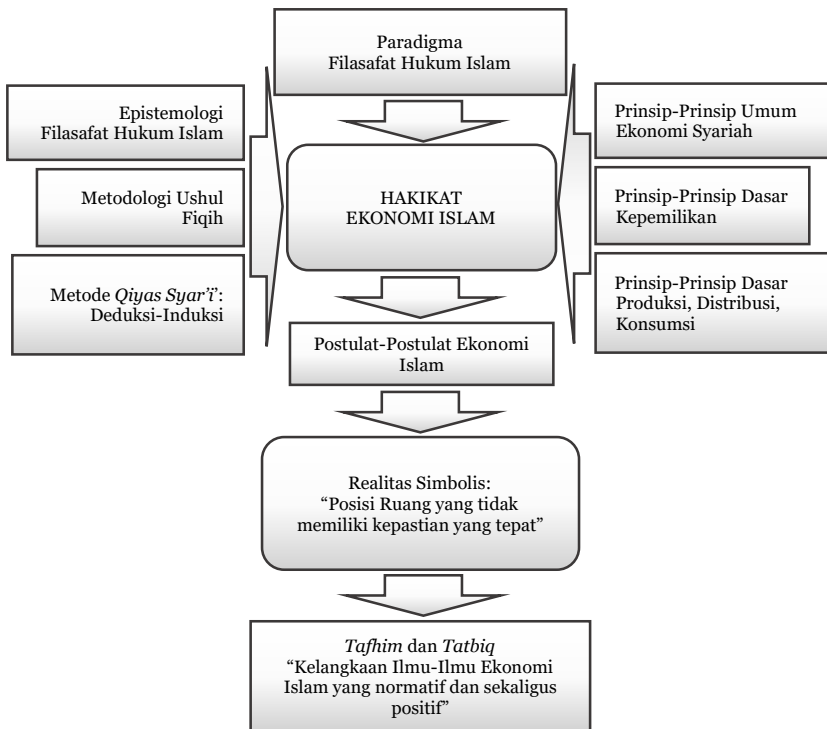 Paradigma
Filasafat Hukum Islam
Epistemologi
Filasafat Hukum Islam
Metodologi Ushul
Fiqih
Metode Qiyas Syar’i’:
Deduksi-Induksi
HAKIKAT
EKONOMI ISLAM
Prinsip-Prinsip Umum
Ekonomi Syariah
Prinsip-Prinsip Dasar
Kepemilikan
Prinsip-Prinsip Dasar
Produksi, Distribusi,
Konsumsi
Postulat-Postulat Ekonomi
Islam
Realitas Simbolis:
“Posisi Ruang yang tidak
memiliki kepastian yang tepat”
Tafhim dan Tatbiq
“Kelangkaan Ilmu-Ilmu Ekonomi
Islam yang normatif dan sekaligus
positif”